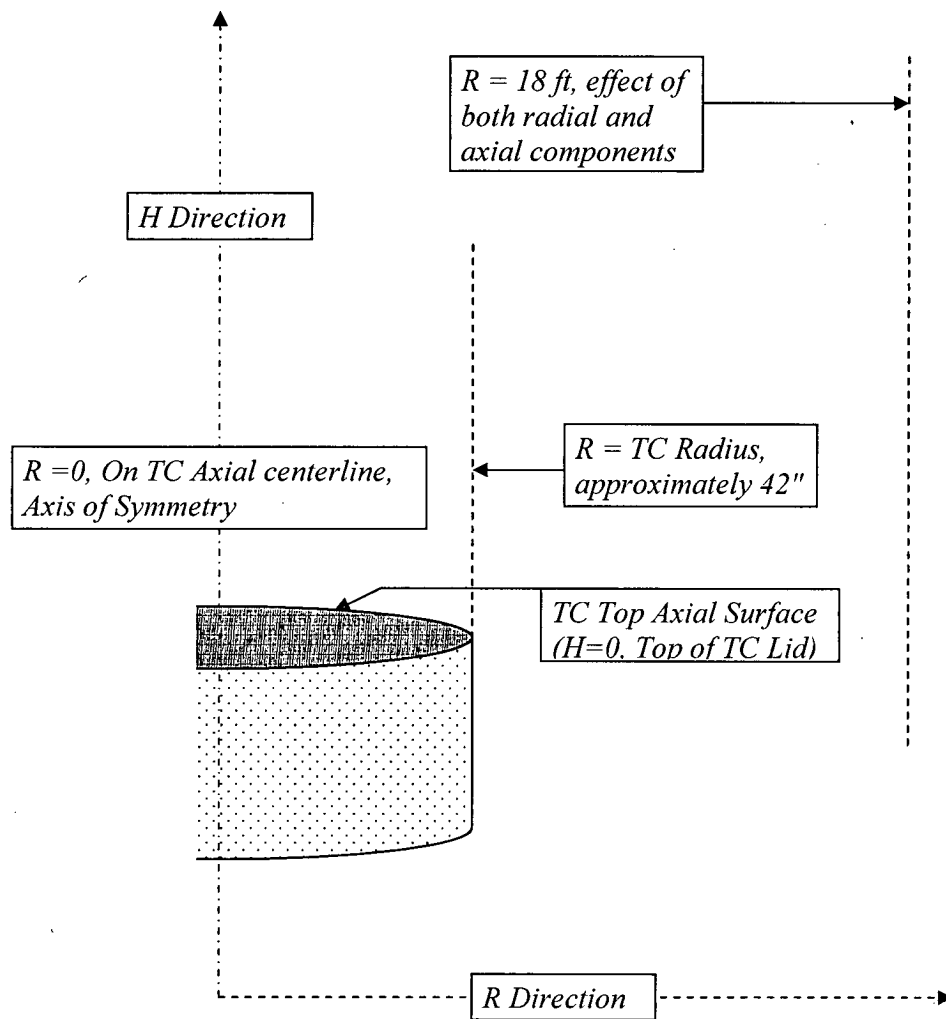 R = 18 ft, effect of
both radial and
axial components
H Direction
R =0, On TC Axial centerline,
Axis of Symmetry
R = TC Radius,
approximately 42"
TC Top Axial Surface
(H=0, Top of TC Lid)
R Direction